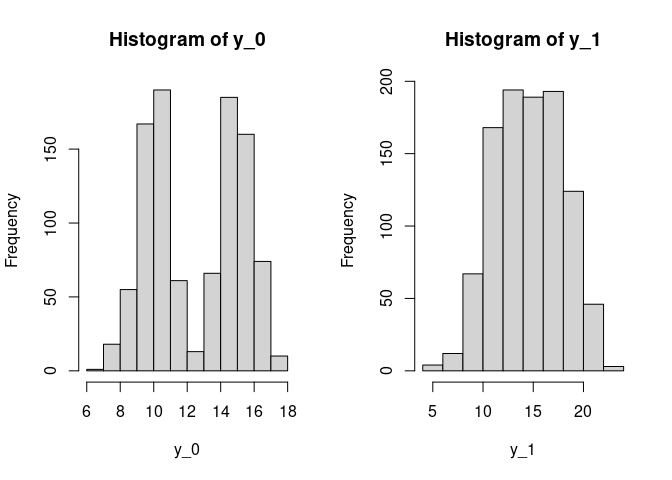 Histogram of y_0
Frequency
0 50 100 150
6 8 10 12 14 16 18
y_0
Histogram of y_1
Frequency
0 50 100 150 200
5 10 15 20
y_1